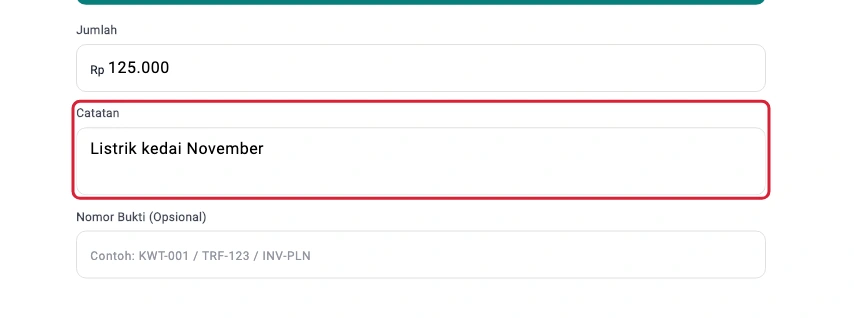 Jumlah
Rp 125.000
Catatan
Listrik kedai November
Nomor Bukti (Opsional)
Contoh: KWT-001 / TRF-123 / INV-PLN